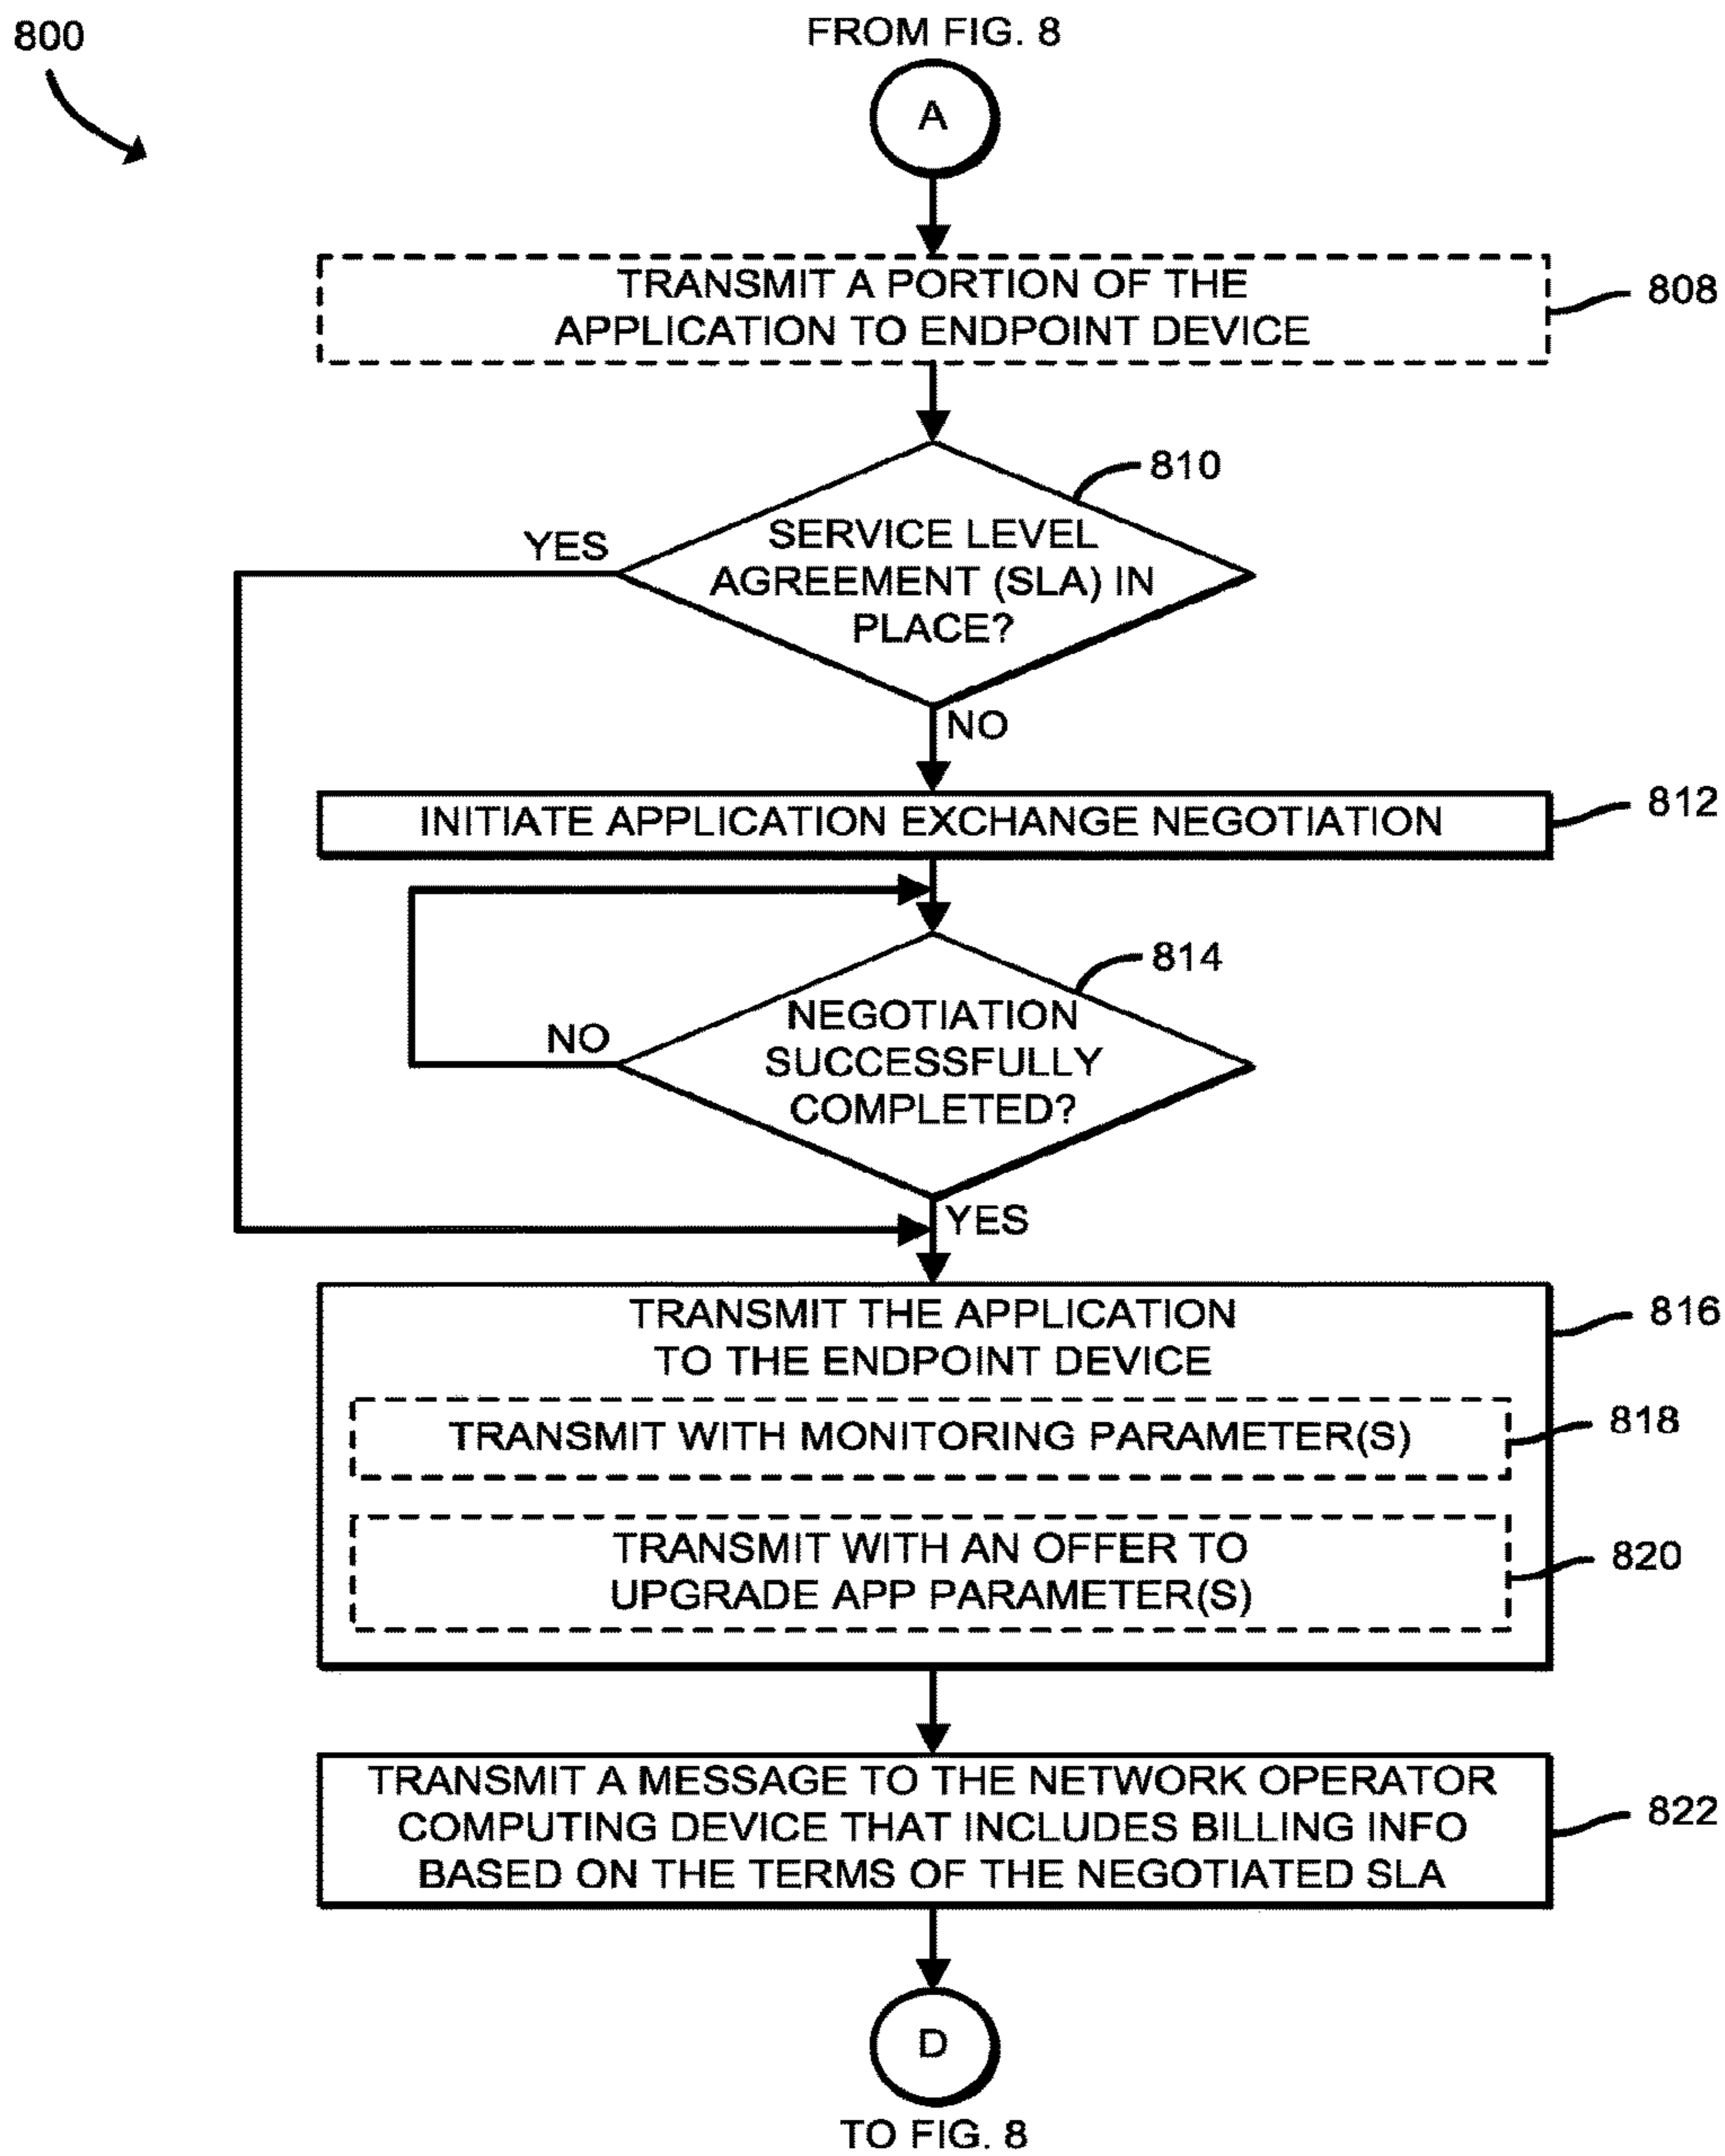 800
FROM FIG. 8
A
TRANSMIT A PORTION OF THE
APPLICATION TO ENDPOINT DEVICE
808
810
SERVICE LEVEL
AGREEMENT (SLA) IN
PLACE?
YES
NO
INITIATE APPLICATION EXCHANGE NEGOTIATION
812
814
NEGOTIATION
SUCCESSFULLY
COMPLETED?
NO
YES
TRANSMIT THE APPLICATION
TO THE ENDPOINT DEVICE
816
TRANSMIT WITH MONITORING PARAMETER(S)
818
TRANSMIT WITH AN OFFER TO
UPGRADE APP PARAMETER(S)
820
TRANSMIT A MESSAGE TO THE NETWORK OPERATOR
COMPUTING DEVICE THAT INCLUDES BILLING INFO
BASED ON THE TERMS OF THE NEGOTIATED SLA
822
D
TO FIG. 8